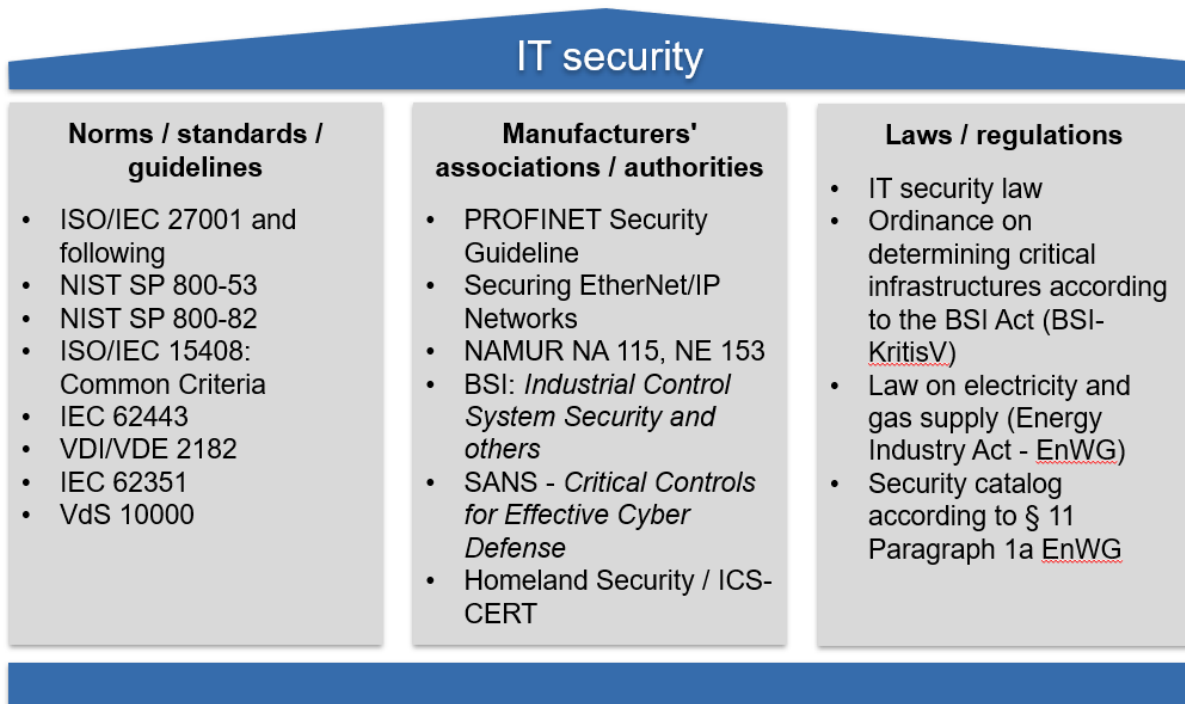 IT security
Norms / standards /
guidelines
• ISO/IEC 27001 and
following
• NIST SP 800-53
• NIST SP 800-82
• ISO/IEC 15408:
Common Criteria
• IEC 62443
• VDI/VDE 2182
• IEC 62351
• VdS 10000
Manufacturers'
associations / authorities
• PROFINET Security
Guideline
• Securing EtherNet/IP
Networks
• NAMUR NA 115, NE 153
• BSI: Industrial Control
System Security and
others
• SANS - Critical Controls
for Effective Cyber
Defense
• Homeland Security / ICS-
CERT
Laws / regulations
• IT security law
• Ordinance on
determining critical
infrastructures according
to the BSI Act (BSI-
KritisV)
• Law on electricity and
gas supply (Energy
Industry Act - EnWG)
• Security catalog
according to § 11
Paragraph 1a EnWG